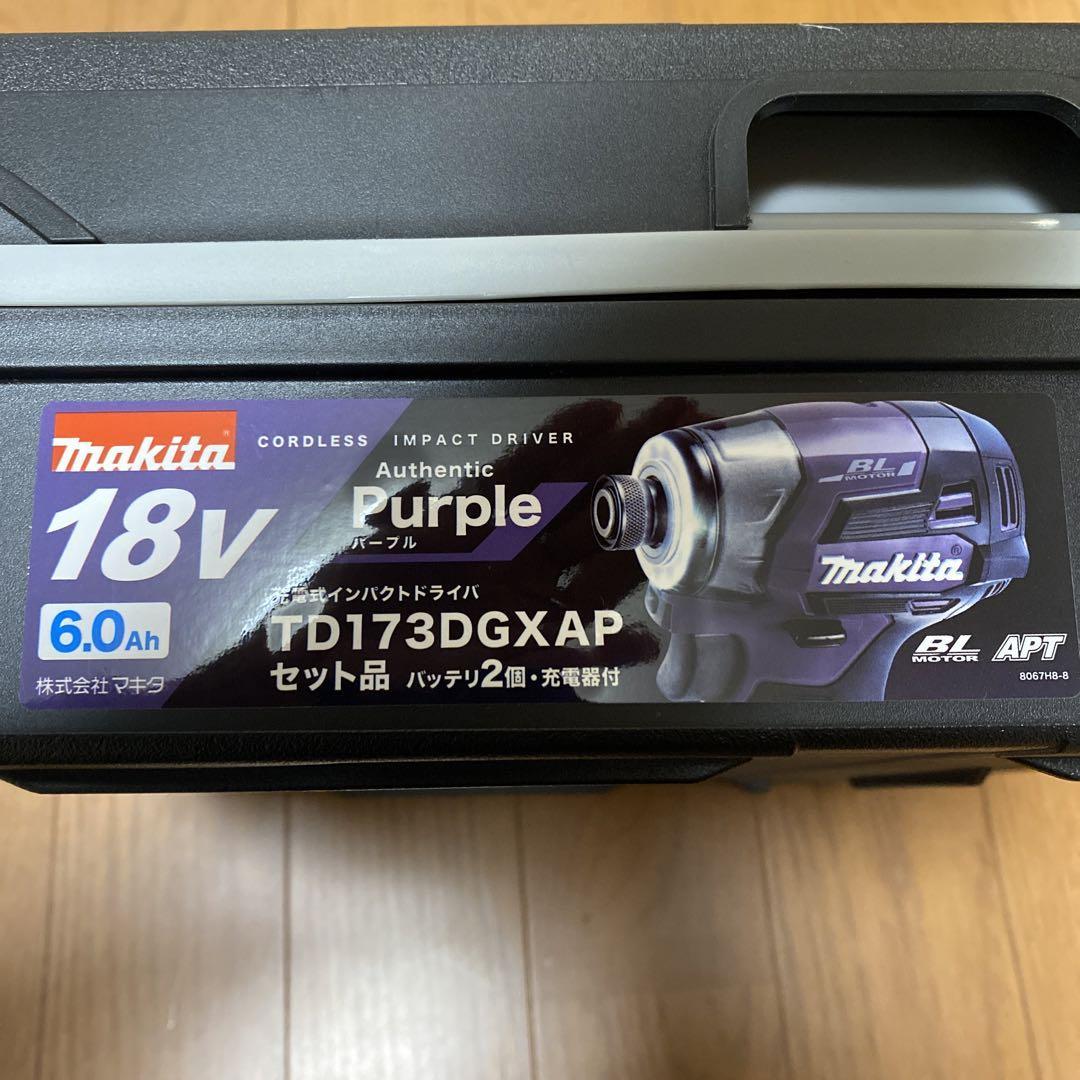 makita
CORDLESS IMPACT DRIVER
18V
Authentic
Purple
パープル
6.0Ah
充電式インパクトドライバ
TD173DGXAP
セット品 バッテリ2個・充電器付
株式会社マキタ
BL
MOTOR
makita
BL
MOTOR
APT
8067H8-8